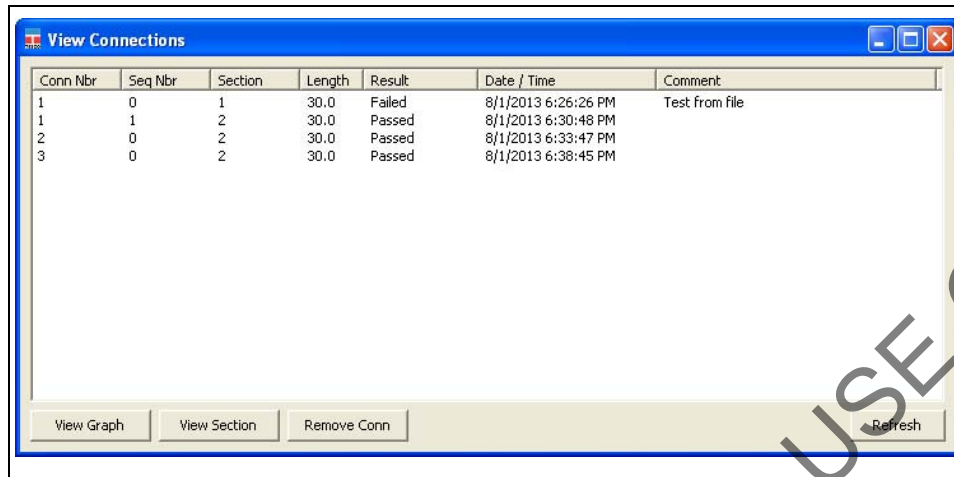 View Connections
Conn Nbr Seq Nbr Section Length Result Date / Time Comment
1 0 1 30.0 Failed 8/1/2013 6:26:26 PM Test from file
1 1 2 30.0 Passed 8/1/2013 6:30:48 PM
2 0 2 30.0 Passed 8/1/2013 6:33:47 PM
3 0 2 30.0 Passed 8/1/2013 6:38:45 PM
View Graph View Section Remove Conn Refresh
USE